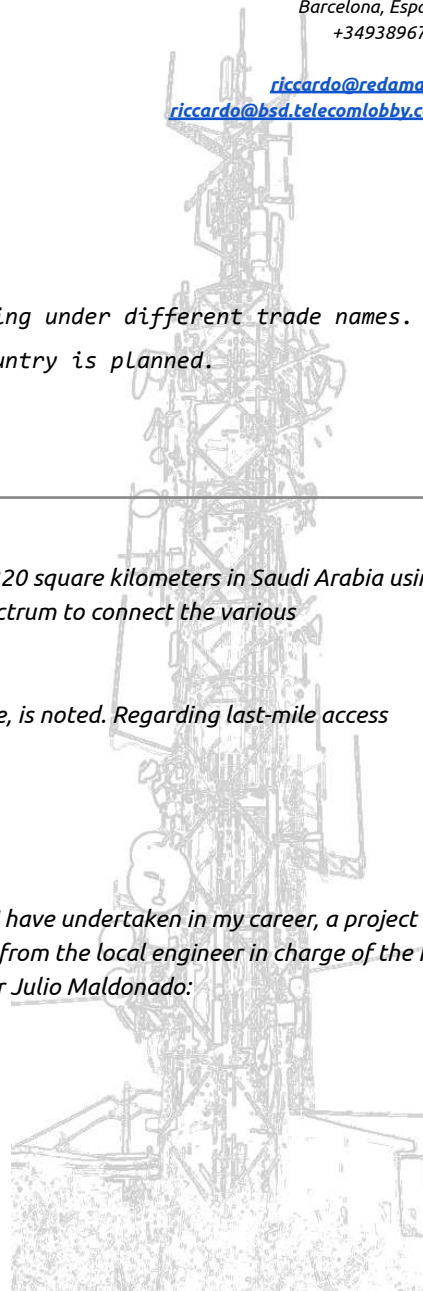 Barcelona,
+34938967
riccardo@redama
riccardo@bsd.telecomlobby.c
ing under different trade names.
untry is planned.
20 square kilometers in Saudi Arabia usin
ctrum to connect the various
e, is noted. Regarding last-mile access
have undertaken in my career, a project
from the local engineer in charge of the
r Julio Maldonado: